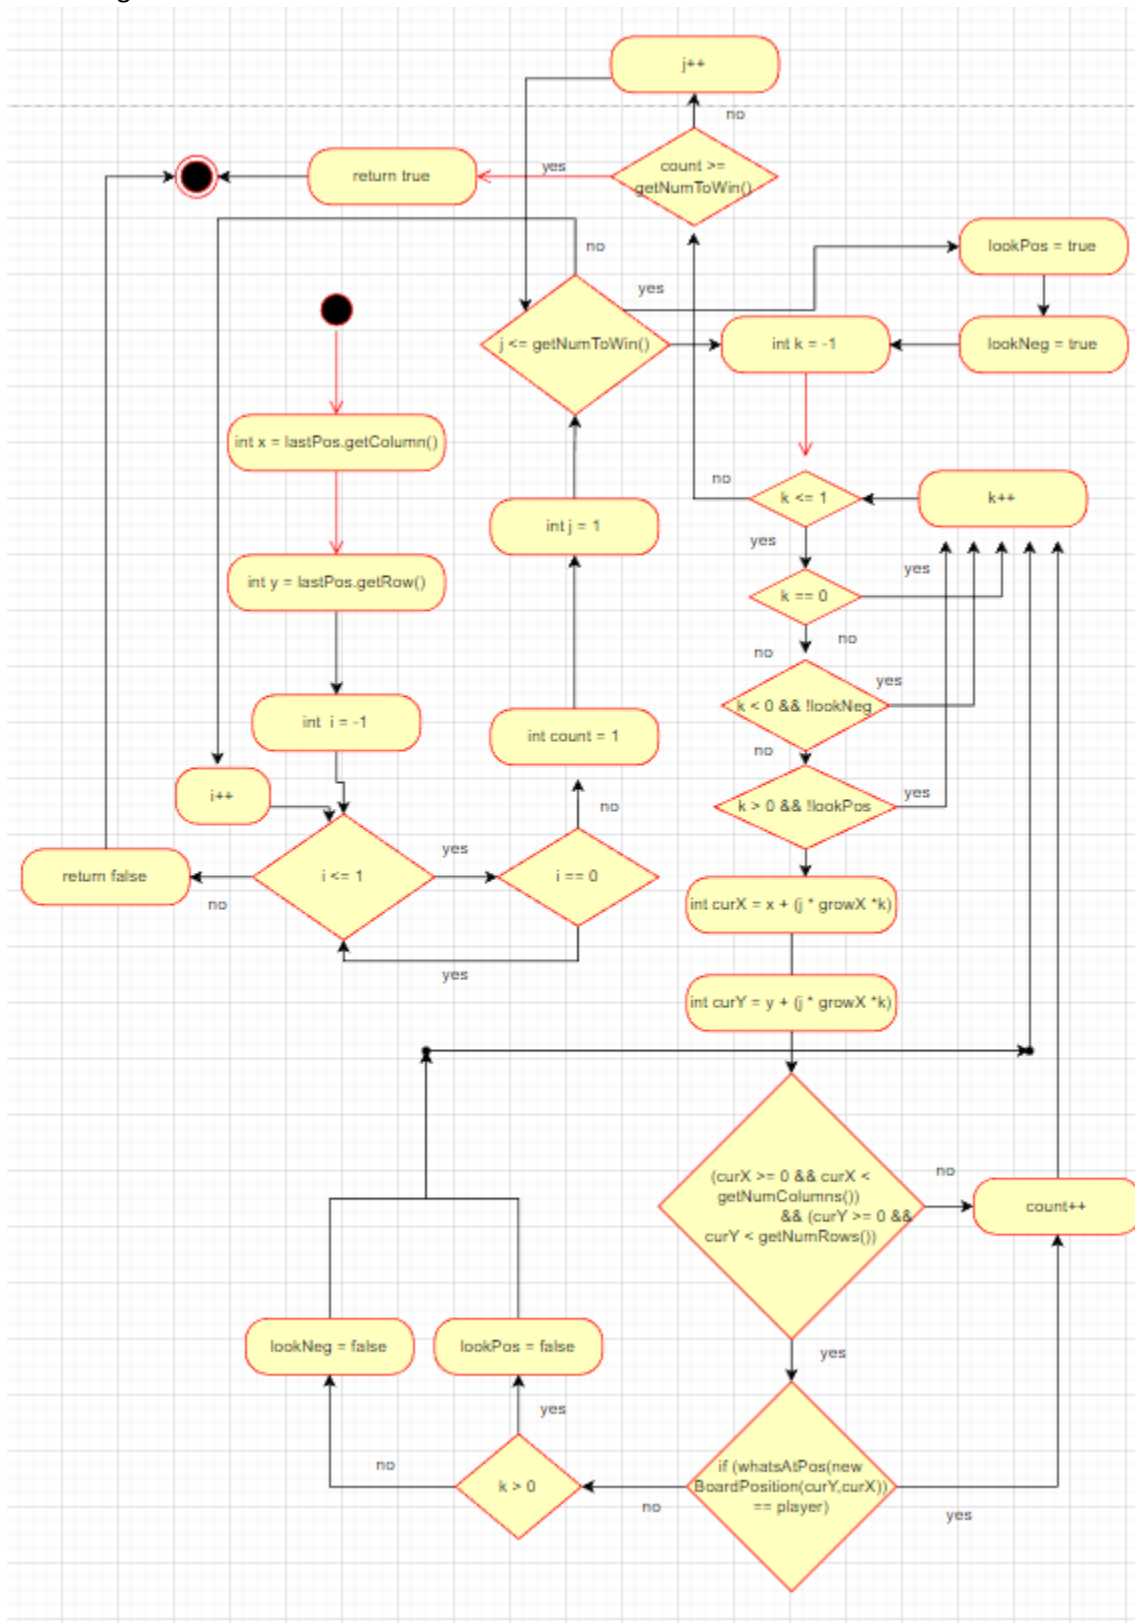 j++
no
count >=
getNumToWin()
yes
return true
no
lookPos = true
yes
j <= getNumToWin()
int k = -1
lookNeg = true
int x = lastPos.getColumn()
no
k <= 1
k++
int j = 1
yes
yes
int y = lastPos.getRow()
k == 0
no
no
yes
k < 0 && !lookNeg
int i = -1
int count = 1
no
i++
no
k > 0 && !lookPos
yes
yes
return false
i <= 1
i == 0
no
int curX = x + (j * growX *k)
yes
int curY = y + (j * growX *k)
(curX >= 0 && curX <
getNumColumns())
&& (curY >= 0 &&
curY < getNumRows())
no
count++
lookNeg = false
lookPos = false
yes
yes
no
k > 0
if (whatsAtPos(new
BoardPosition(curY,curX))
== player)
no
yes